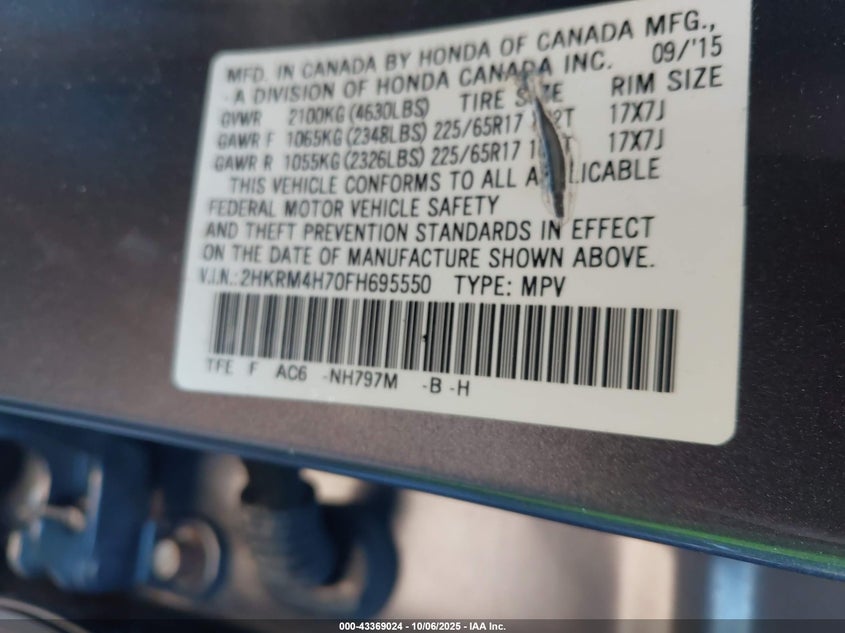 MFD. IN CANADA BY HONDA OF CANADA MFG.,
A DIVISION OF HONDA CANADA INC. 09/'15
GVWR 2100KG (4630LBS) TIRE RIM SIZE
GAWR F 1065KG (2348LBS) 225/65R17 17X7J
GAWR R 1055KG (2326LBS) 225/65R17 17X7J
THIS VEHICLE CONFORMS TO ALL
FEDERAL MOTOR VEHICLE SAFETY
AND THEFT PREVENTION STANDARDS IN EFFECT
ON THE DATE OF MANUFACTURE SHOWN ABOVE.
V.I.N.: 2HKRM4H70FH695550 TYPE: MPV
TFE F AC6 -NH797M -B -H
000-43369024 - 10/06/2025 - IAA Inc.